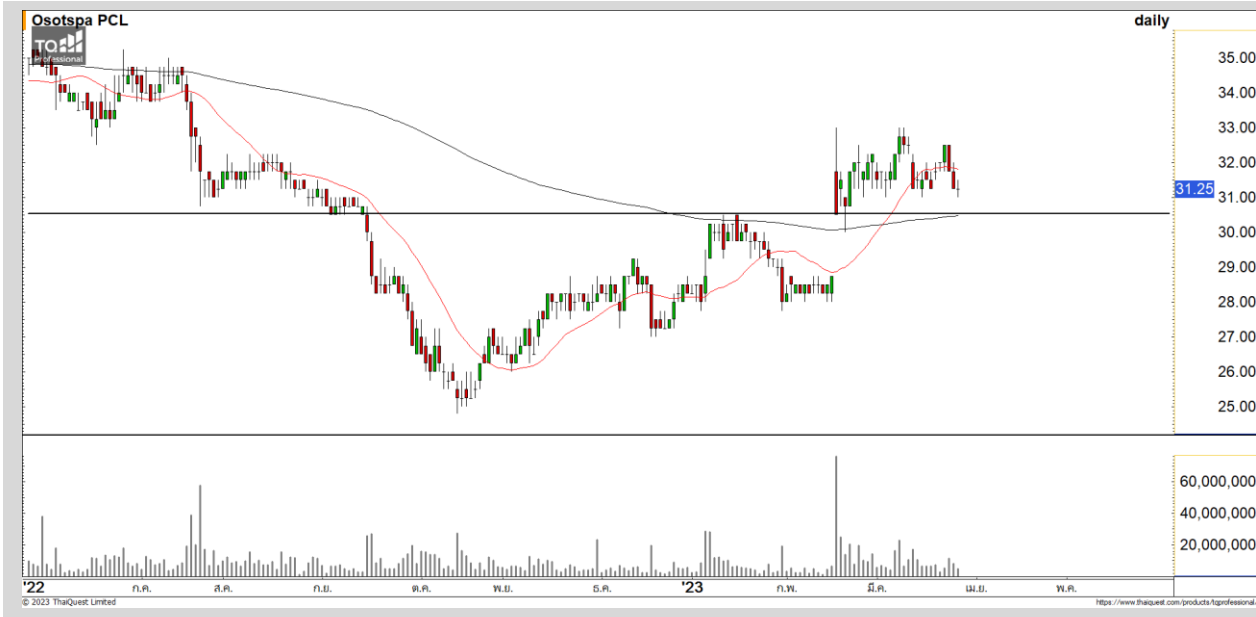 Osotspa PCL
daily
TQ
Professional
35.00
34.00
33.00
32.00
31.25
31.00
30.00
29.00
28.00
27.00
26.00
25.00
60,000,000
40,000,000
20,000,000
'22 ก.ค. ส.ค. ก.ย. ต.ค. พ.ย. ธ.ค. '23 ก.พ. มี.ค. เม.ย. พ.ค.
© 2023 ThaiQuest Limited
https://www.thaiquest.com/products/tqprofessional